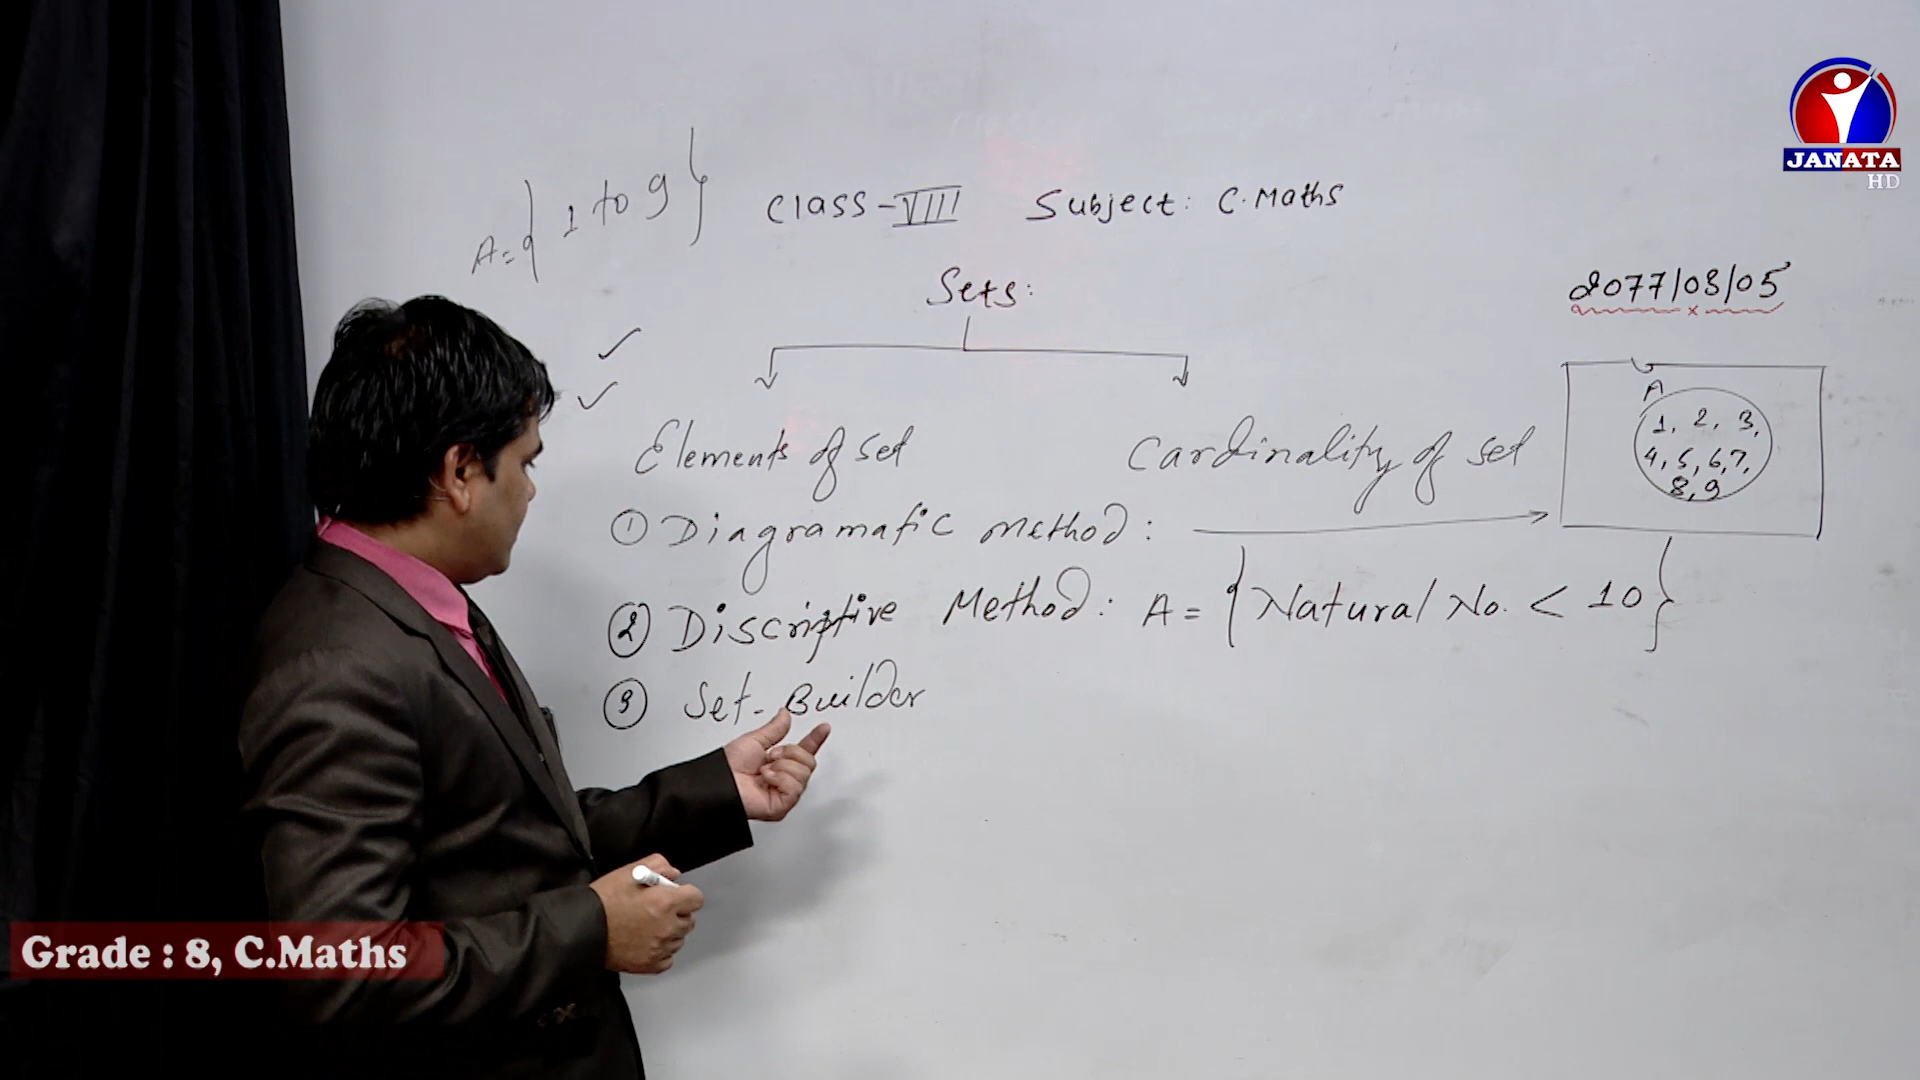 JANATA
HD
A = { 1 to 9 }
Class - VIII Subject: C. Maths
Sets:
2077/08/05
Elements of set
Cardinality of set
A
1, 2, 3,
4, 5, 6, 7,
8, 9
① Diagramatic Method:
② Discriptive Method: A = { Natural No. < 10 }
③ Set-Builder
Grade : 8, C.Maths